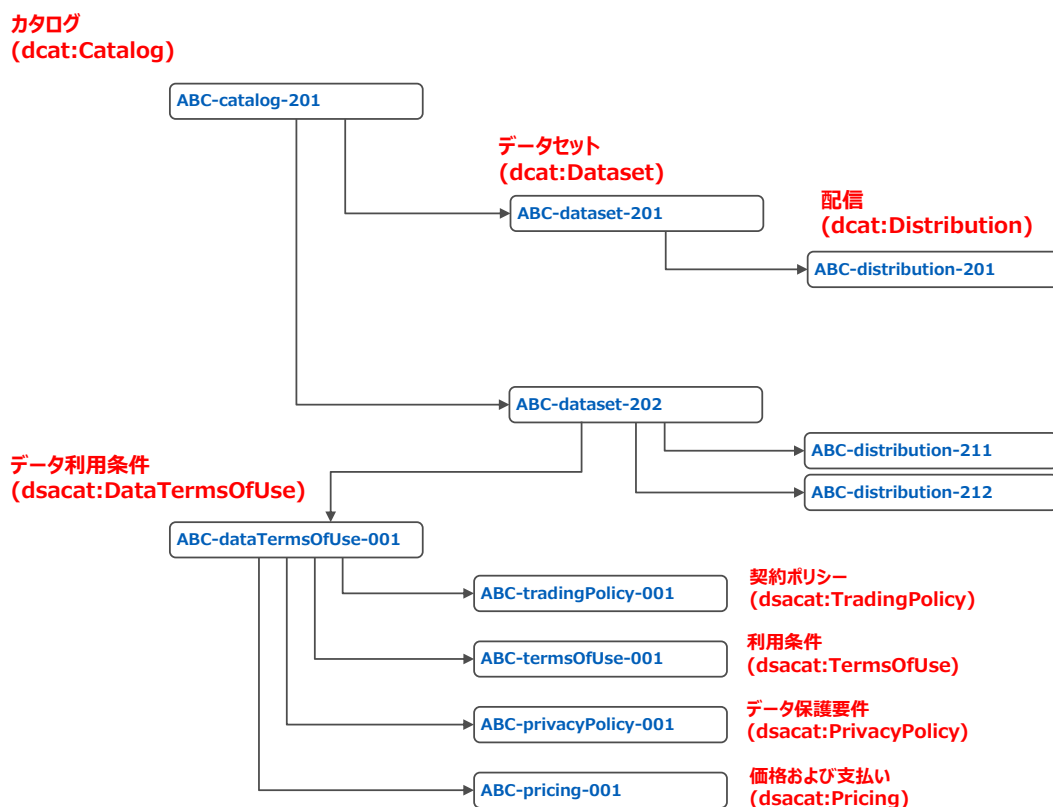 カタログ
(dcat:Catalog)
ABC-catalog-201
データセット
(dcat:Dataset)
ABC-dataset-201
配信
(dcat:Distribution)
ABC-distribution-201
ABC-dataset-202
ABC-distribution-211
ABC-distribution-212
データ利用条件
(dsacat:DataTermsOfUse)
ABC-dataTermsOfUse-001
ABC-tradingPolicy-001
契約ポリシー
(dsacat:TradingPolicy)
ABC-termsOfUse-001
利用条件
(dsacat:TermsOfUse)
ABC-privacyPolicy-001
データ保護要件
(dsacat:PrivacyPolicy)
ABC-pricing-001
価格および支払い
(dsacat:Pricing)